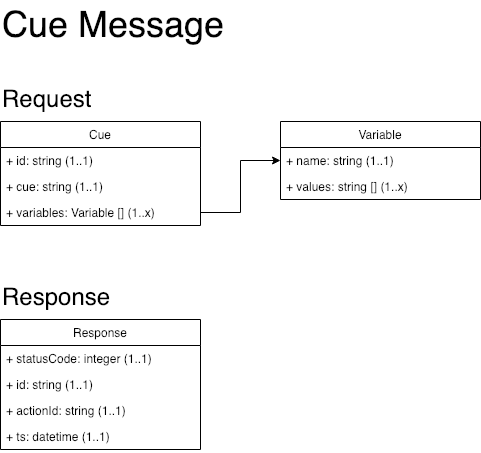 Cue Message
Request
Cue
+ id: string (1..1)
+ cue: string (1..1)
+ variables: Variable [] (1..x)
Variable
+ name: string (1..1)
+ values: string [] (1..x)
Response
Response
+ statusCode: integer (1..1)
+ id: string (1..1)
+ actionId: string (1..1)
+ ts: datetime (1..1)